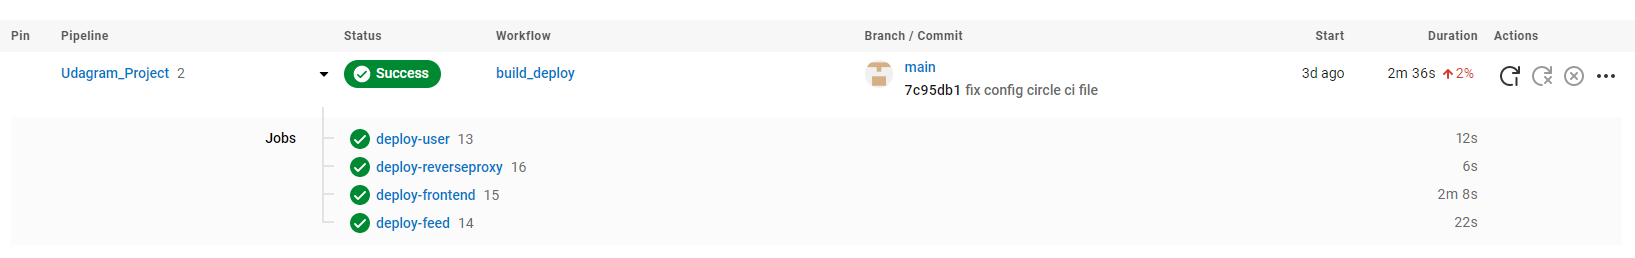 Pin Pipeline Status Workflow Branch / Commit Start Duration Actions
Udagram_Project 2 Success build_deploy main 3d ago 2m 36s 2%
7c95db1 fix config circle ci file
Jobs deploy-user 13 12s
deploy-reverseproxy 16 6s
deploy-frontend 15 2m 8s
deploy-feed 14 22s